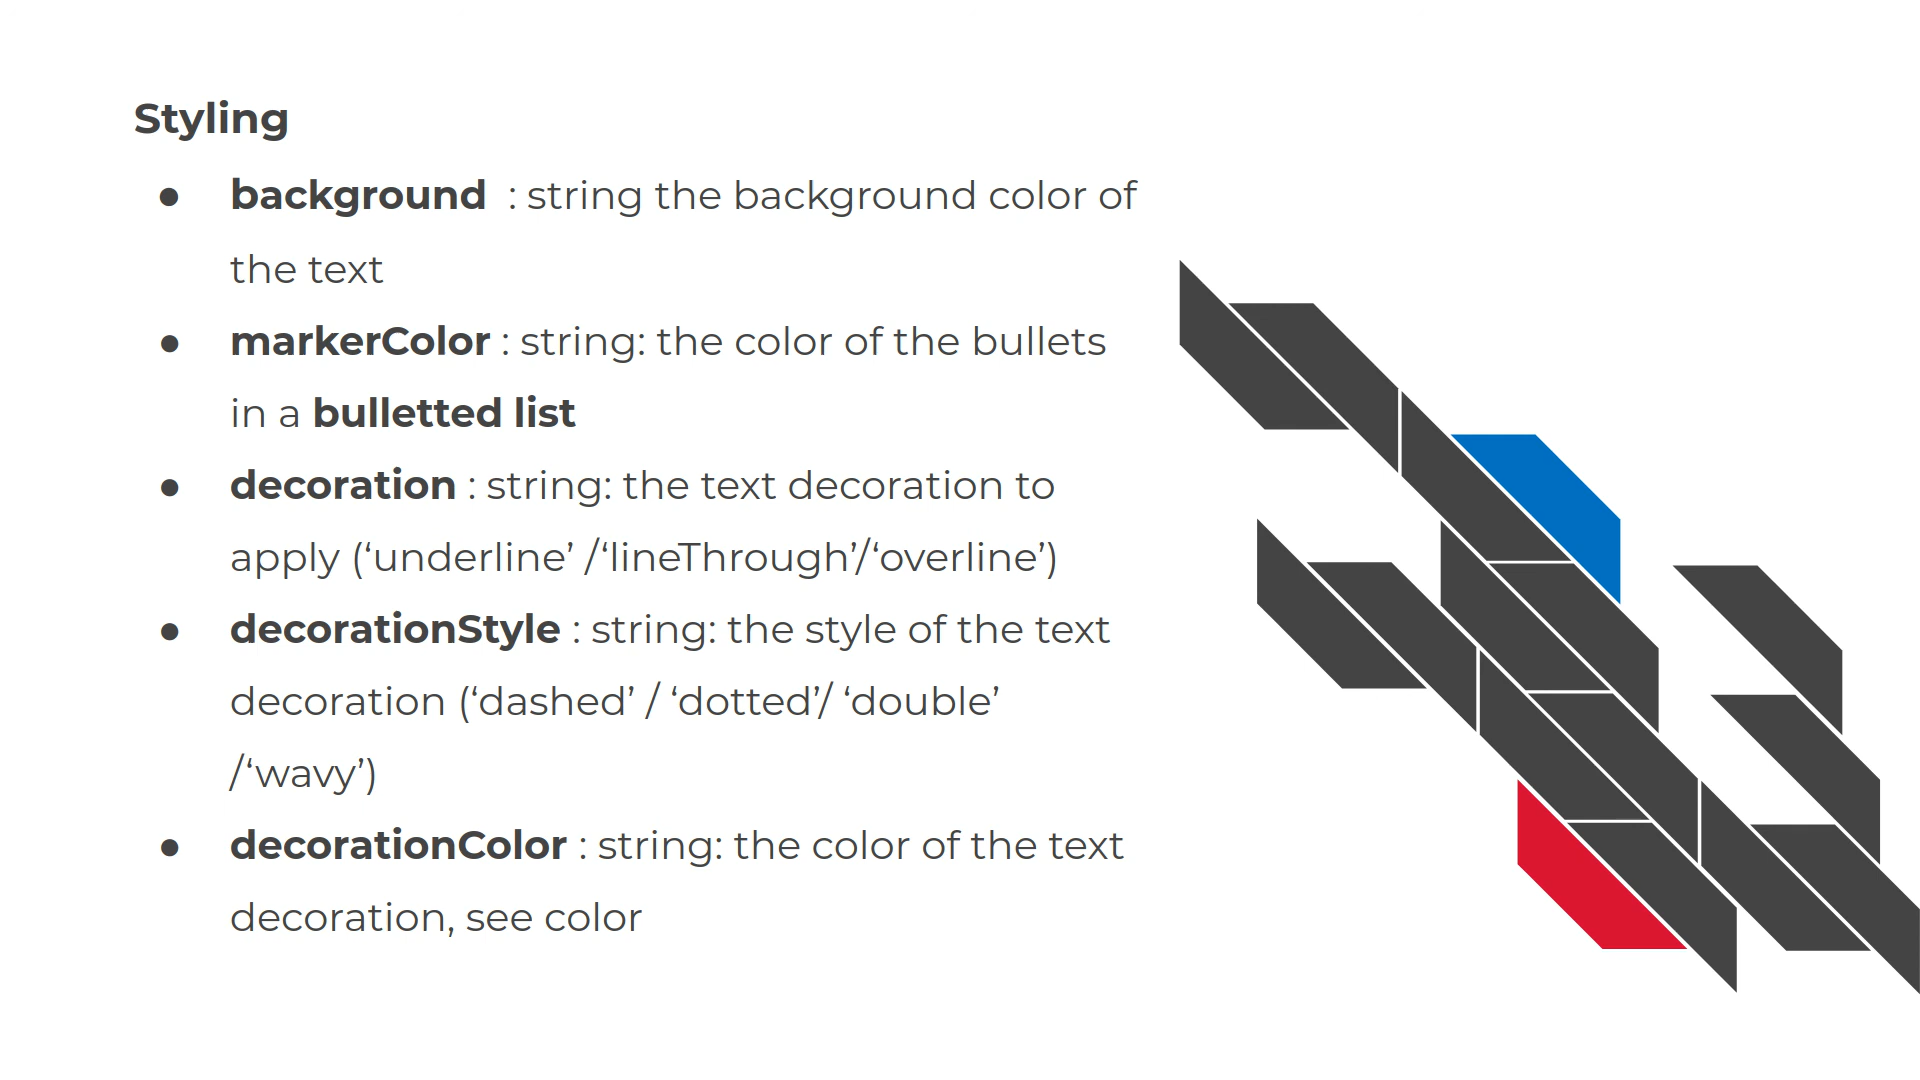 Styling
● background  : string the background color of
the text
● markerColor : string: the color of the bullets
in a bulletted list
● decoration : string: the text decoration to
apply (‘underline’ /‘lineThrough’/‘overline’)
● decorationStyle : string: the style of the text
decoration (‘dashed’ / ‘dotted’/ ‘double’
/‘wavy’)
● decorationColor : string: the color of the text
decoration, see color